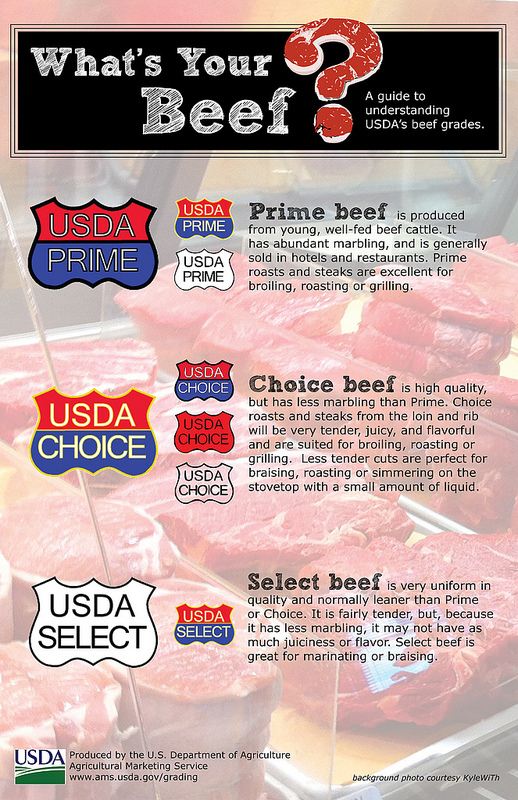 What's Your
Beef
A guide to
understanding
USDA's beef grades.
USDA
PRIME
USDA
PRIME
USDA
PRIME
Prime beef is produced
from young, well-fed beef cattle. It
has abundant marbling, and is generally
sold in hotels and restaurants. Prime
roasts and steaks are excellent for
broiling, roasting or grilling.
USDA
CHOICE
USDA
CHOICE
USDA
CHOICE
USDA
CHOICE
Choice beef is high quality,
but has less marbling than Prime. Choice
roasts and steaks from the loin and rib
will be very tender, juicy, and flavorful
and are suited for broiling, roasting or
grilling. Less tender cuts are perfect for
braising, roasting or simmering on the
stovetop with a small amount of liquid.
USDA
SELECT
USDA
SELECT
Select beef is very uniform in
quality and normally leaner than Prime
or Choice. It is fairly tender, but, because
it has less marbling, it may not have as
much juiciness or flavor. Select beef is
great for marinating or braising.
USDA
Produced by the U.S. Department of Agriculture
Agricultural Marketing Service
www.ams.usda.gov/grading
background photo courtesy KyleWiTh